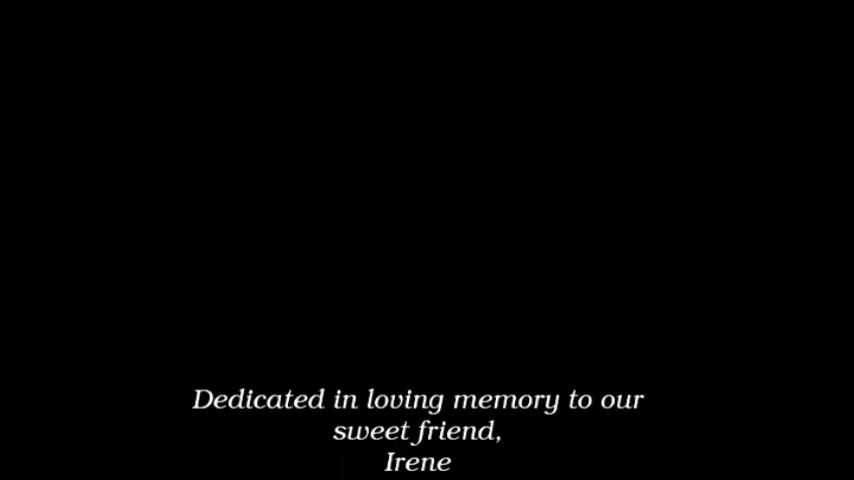 Dedicated in loving memory to our
sweet friend,
Irene